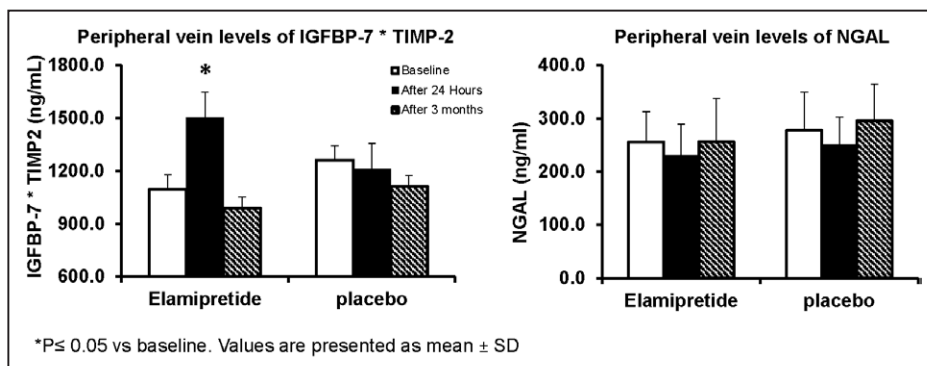 Peripheral vein levels of IGFBP-7 * TIMP-2
IGFBP-7 * TIMP2 (ng/mL)
1800.0
1500.0
1200.0
900.0
600.0
*
Baseline
After 24 Hours
After 3 months
Elamipretide
placebo
Peripheral vein levels of NGAL
NGAL (ng/ml)
400.0
300.0
200.0
100.0
0.0
Elamipretide
placebo
*P≤ 0.05 vs baseline. Values are presented as mean ± SD